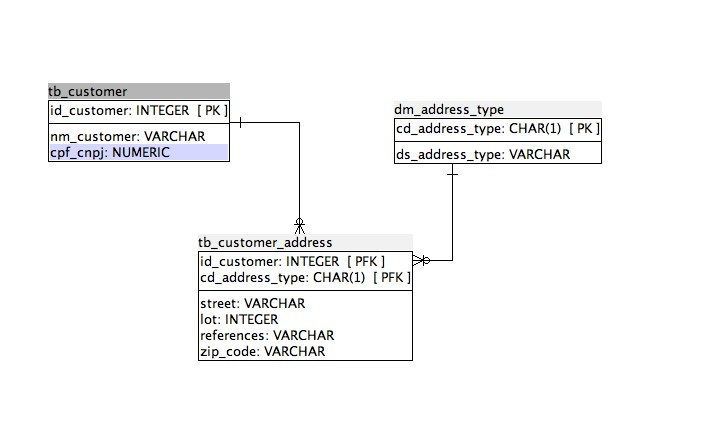 tb_customer
id_customer: INTEGER [ PK ]
nm_customer: VARCHAR
cpf_cnpj: NUMERIC
dm_address_type
cd_address_type: CHAR(1) [ PK ]
ds_address_type: VARCHAR
tb_customer_address
id_customer: INTEGER [ PFK ]
cd_address_type: CHAR(1) [ PFK ]
street: VARCHAR
lot: INTEGER
references: VARCHAR
zip_code: VARCHAR